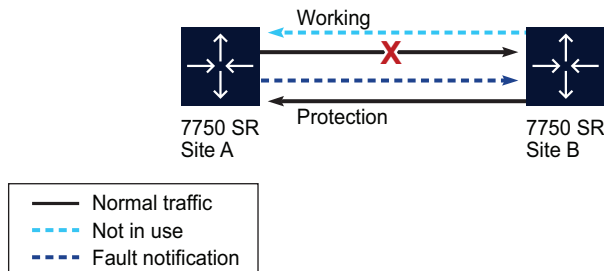 Working
X
Protection
7750 SR
Site A
7750 SR
Site B
Normal traffic
Not in use
Fault notification